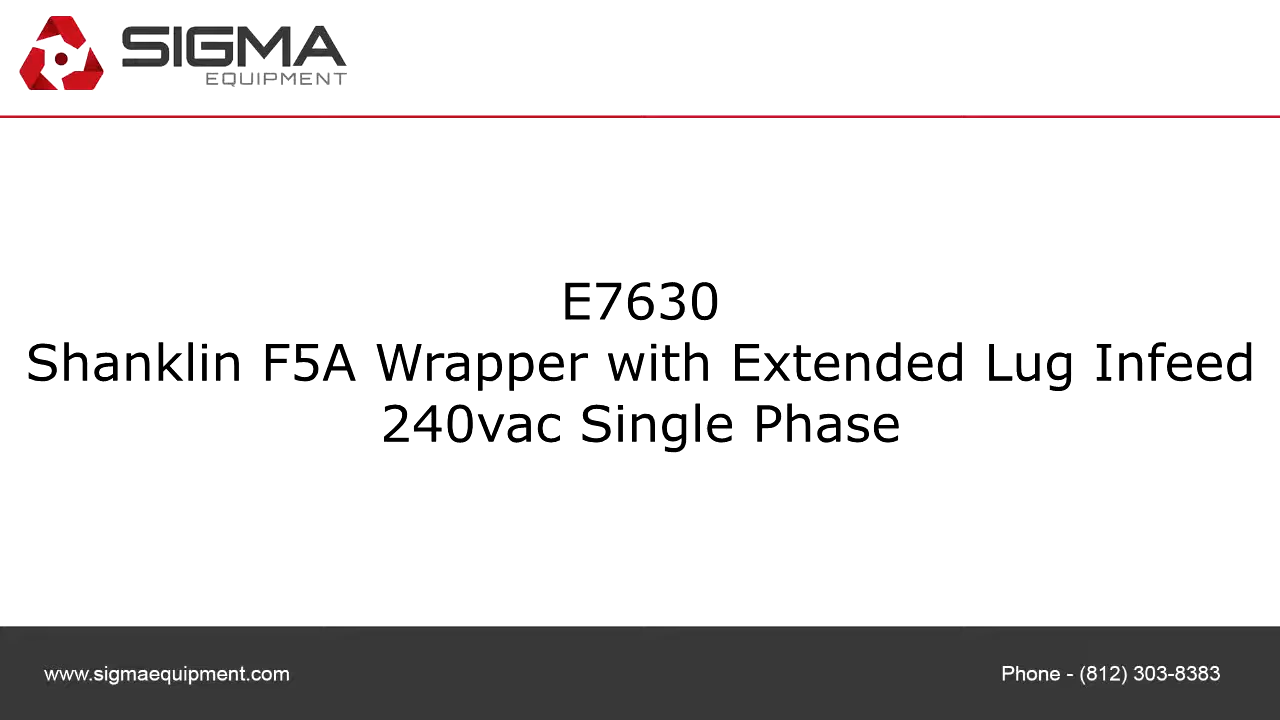 SIGMA
EQUIPMENT
E7630
Shanklin F5A Wrapper with Extended Lug Infeed
240vac Single Phase
www.sigmaequipment.com
Phone - (812) 303-8383